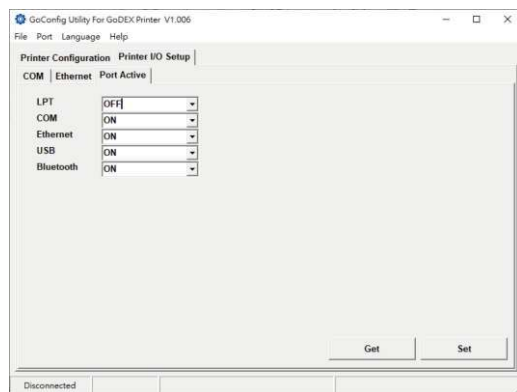 GoConfig Utility For GoDEX Printer V1.006
File Port Language Help
Printer Configuration Printer I/O Setup
COM Ethernet Port Active
LPT OFF
COM ON
Ethernet ON
USB ON
Bluetooth ON
Get Set
Disconnected